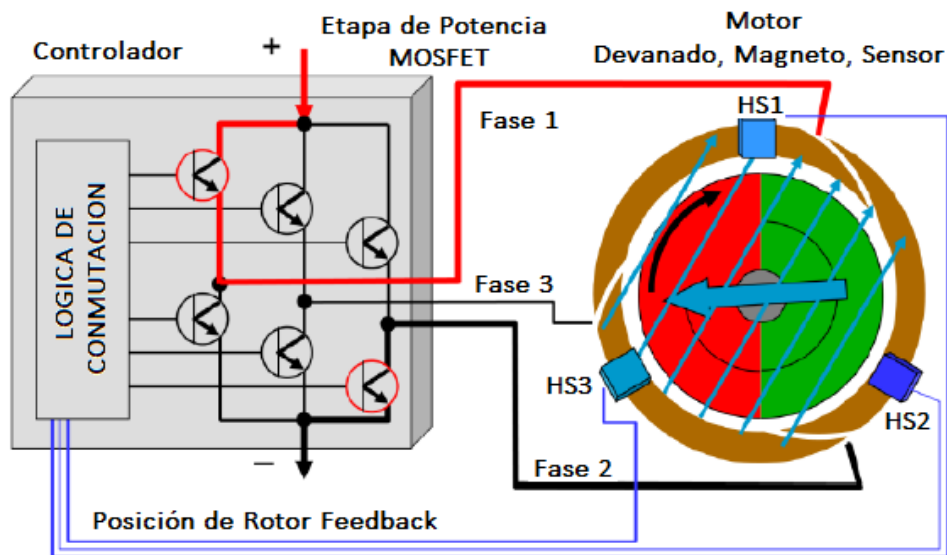 Controlador
+
Etapa de Potencia
MOSFET
Motor
Devanado, Magneto, Sensor
Fase 1
HS1
LOGICA DE
CONMUTACION
Fase 3
HS3
HS2
−
Fase 2
Posición de Rotor Feedback